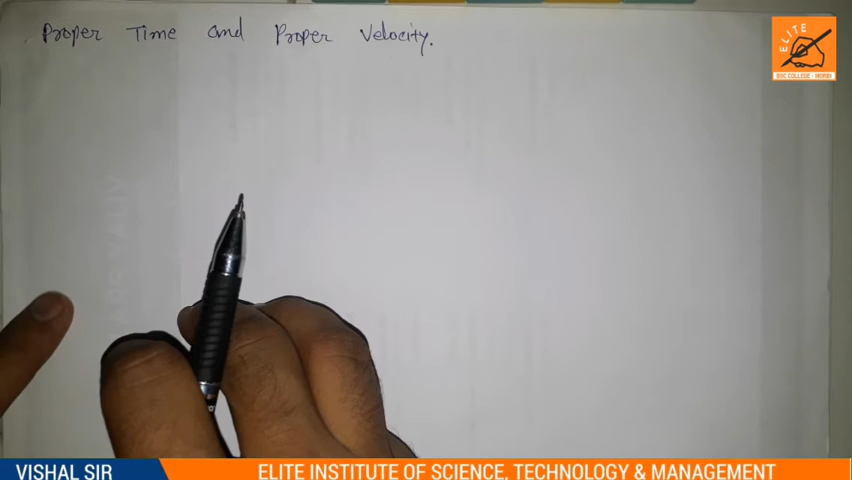 Proper Time and Proper Velocity.
ELITE
BSC COLLEGE - MORBI
VISHAL SIR
ELITE INSTITUTE OF SCIENCE, TECHNOLOGY & MANAGEMENT